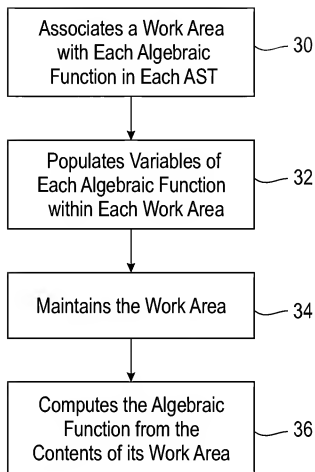 Associates a Work Area
with Each Algebraic
Function in Each AST
30
Populates Variables of
Each Algebraic Function
within Each Work Area
32
Maintains the Work Area
34
Computes the Algebraic
Function from the
Contents of its Work Area
36